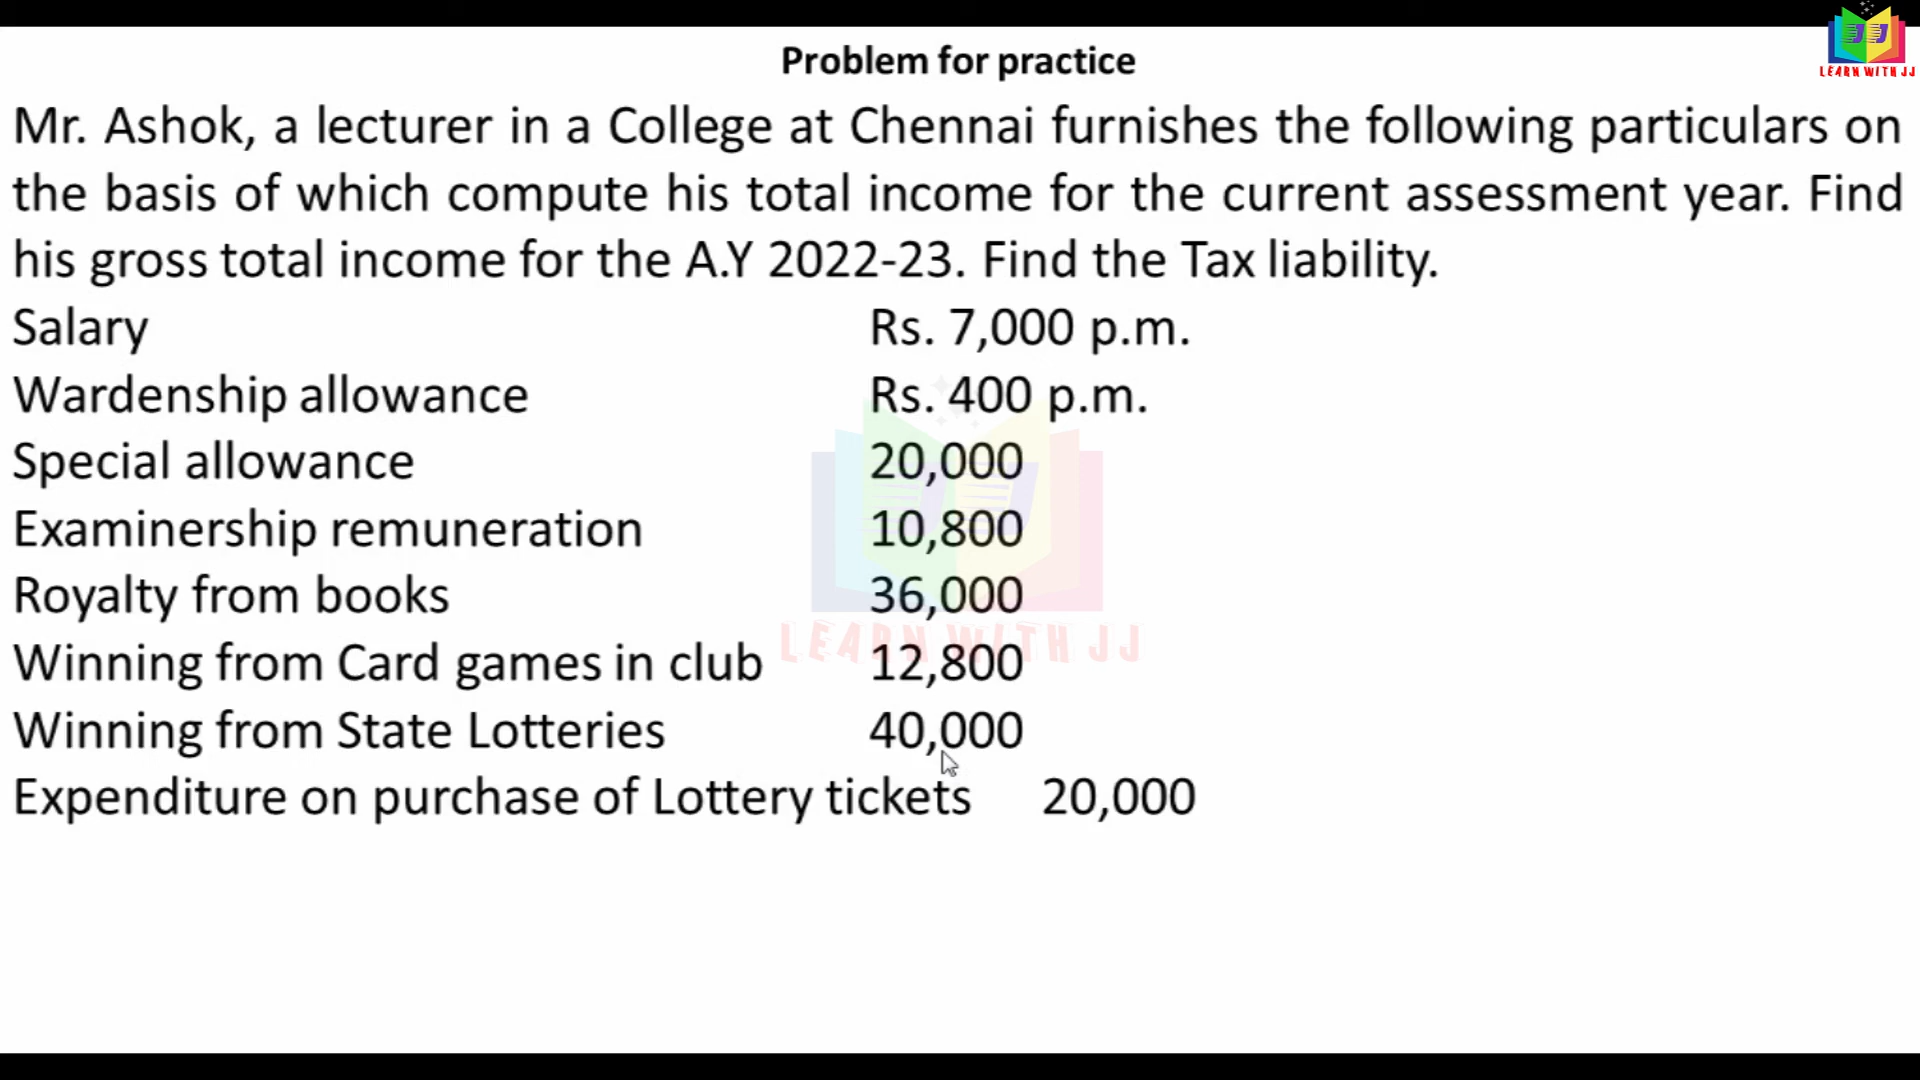 LEARN WITH JJ
Problem for practice
Mr. Ashok, a lecturer in a College at Chennai furnishes the following particulars on
the basis of which compute his total income for the current assessment year. Find
his gross total income for the A.Y 2022-23. Find the Tax liability.
Salary Rs. 7,000 p.m.
Wardenship allowance Rs. 400 p.m.
Special allowance 20,000
Examinership remuneration 10,800
Royalty from books 36,000
LEARN WITH JJ
Winning from Card games in club 12,800
Winning from State Lotteries 40,000
Expenditure on purchase of Lottery tickets 20,000